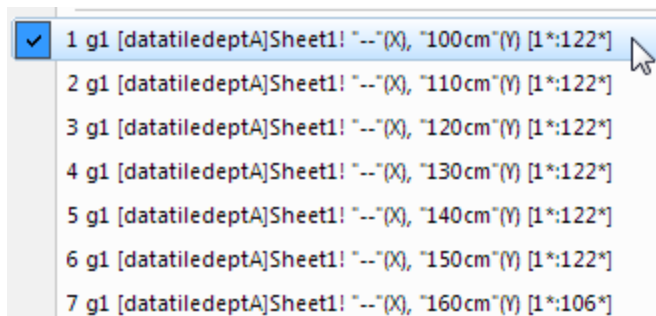 1 g1 [datatiledeptA]Sheet1! "--"(X), "100cm"(Y) [1*:122*]
2 g1 [datatiledeptA]Sheet1! "--"(X), "110cm"(Y) [1*:122*]
3 g1 [datatiledeptA]Sheet1! "--"(X), "120cm"(Y) [1*:122*]
4 g1 [datatiledeptA]Sheet1! "--"(X), "130cm"(Y) [1*:122*]
5 g1 [datatiledeptA]Sheet1! "--"(X), "140cm"(Y) [1*:122*]
6 g1 [datatiledeptA]Sheet1! "--"(X), "150cm"(Y) [1*:122*]
7 g1 [datatiledeptA]Sheet1! "--"(X), "160cm"(Y) [1*:106*]